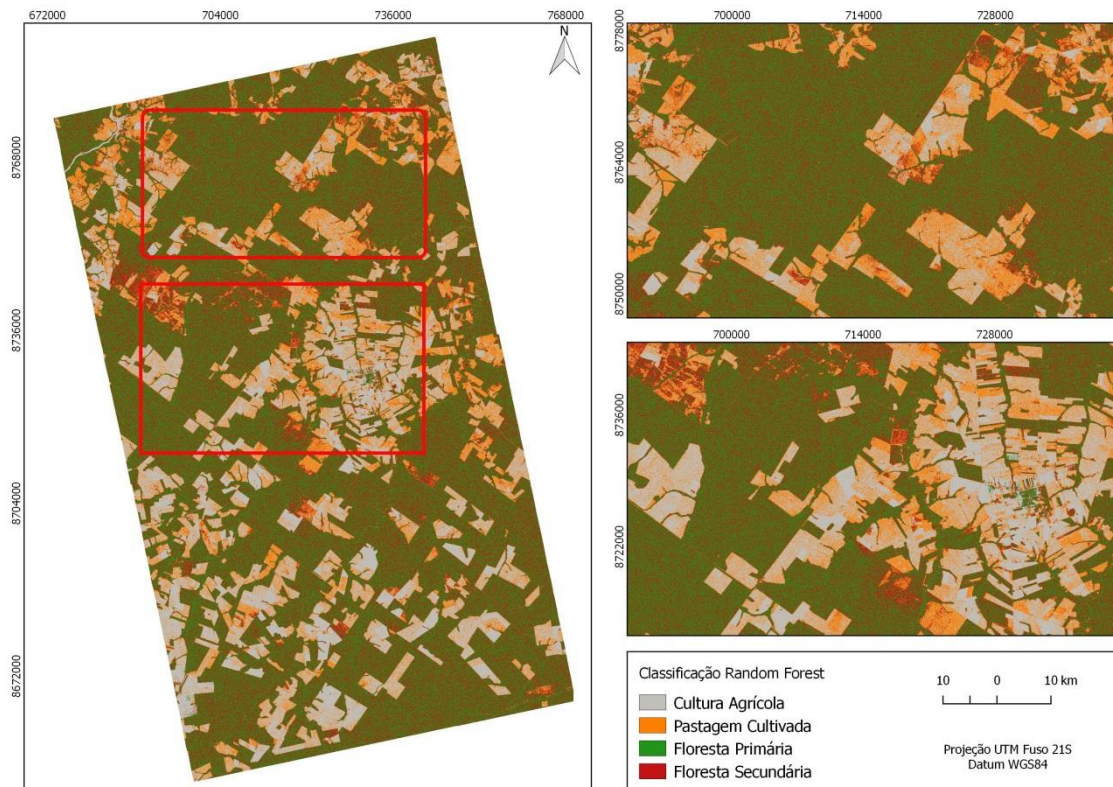 672000 704000 736000 768000
N
8768000
8736000
8704000
8672000
700000 714000 728000
8778000
8764000
8750000
700000 714000 728000
8736000
8722000
Classificação Random Forest
Cultura Agrícola
Pastagem Cultivada
Floresta Primária
Floresta Secundária
10 0 10 km
Projeção UTM Fuso 21S
Datum WGS84